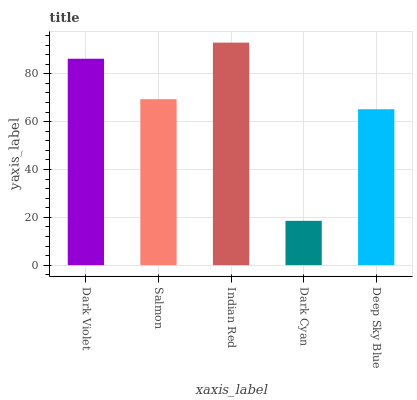 title
yaxis_label
80
60
40
20
0
Dark Violet
Salmon
Indian Red
Dark Cyan
Deep Sky Blue
xaxis_label